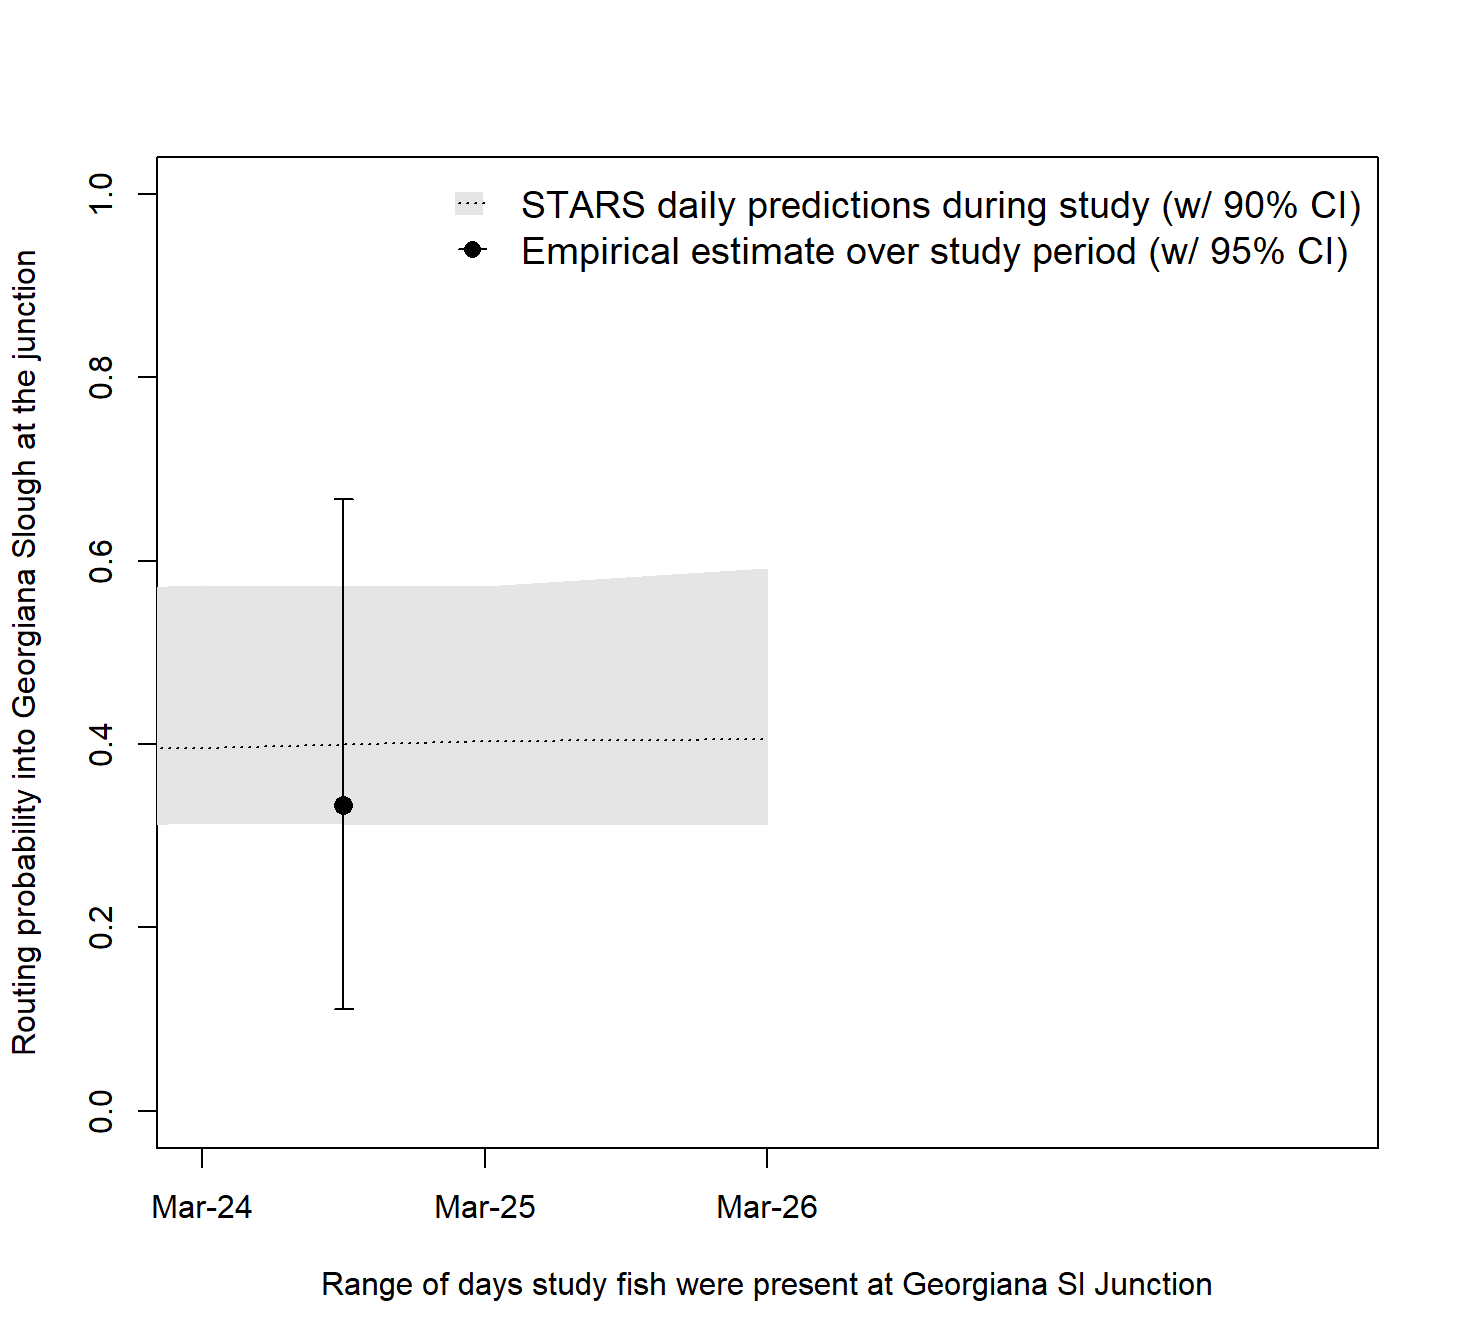 STARS daily predictions during study (w/ 90% CI)
Empirical estimate over study period (w/ 95% CI)
Routing probability into Georgiana Slough at the junction
1.0
0.8
0.6
0.4
0.2
0.0
Mar-24 Mar-25 Mar-26
Range of days study fish were present at Georgiana Sl Junction